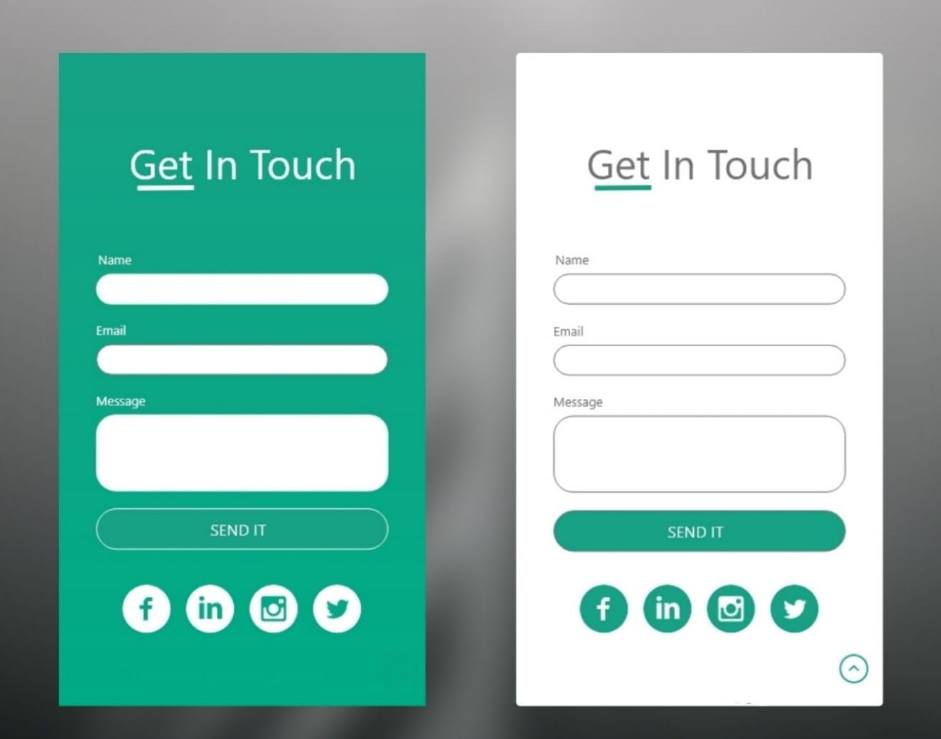 Get In Touch
Name
Email
Message
SEND IT
f in
Get In Touch
Name
Email
Message
SEND IT
f in